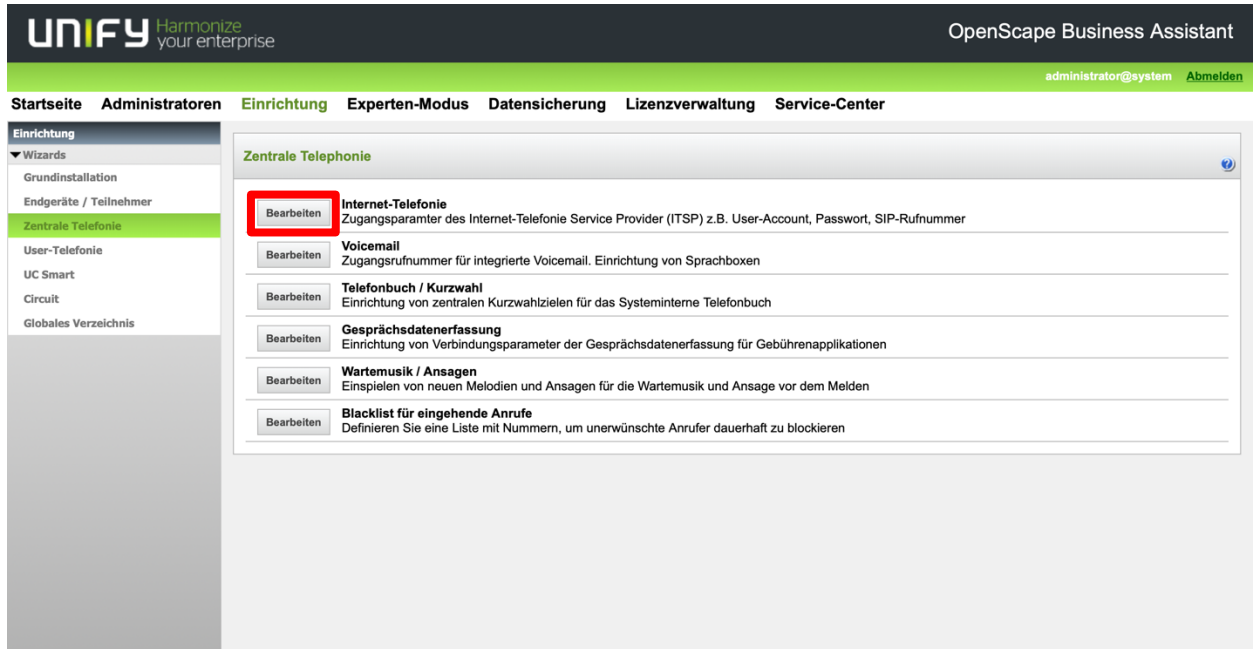 UNIFY Harmonize
your enterprise
OpenScape Business Assistant
administrator@system Abmelden
Startseite Administratoren Einrichtung Experten-Modus Datensicherung Lizenzverwaltung Service-Center
Einrichtung
Wizards
Grundinstallation
Endgeräte / Teilnehmer
Zentrale Telefonie
User-Telefonie
UC Smart
Circuit
Globales Verzeichnis
Zentrale Telephonie
?
Bearbeiten
Internet-Telefonie
Zugangsparamter des Internet-Telefonie Service Provider (ITSP) z.B. User-Account, Passwort, SIP-Rufnummer
Bearbeiten
Voicemail
Zugangsrufnummer für integrierte Voicemail. Einrichtung von Sprachboxen
Bearbeiten
Telefonbuch / Kurzwahl
Einrichtung von zentralen Kurzwahlzielen für das Systeminterne Telefonbuch
Bearbeiten
Gesprächsdatenerfassung
Einrichtung von Verbindungsparameter der Gesprächsdatenerfassung für Gebührenapplikationen
Bearbeiten
Wartemusik / Ansagen
Einspielen von neuen Melodien und Ansagen für die Wartemusik und Ansage vor dem Melden
Bearbeiten
Blacklist für eingehende Anrufe
Definieren Sie eine Liste mit Nummern, um unerwünschte Anrufer dauerhaft zu blockieren